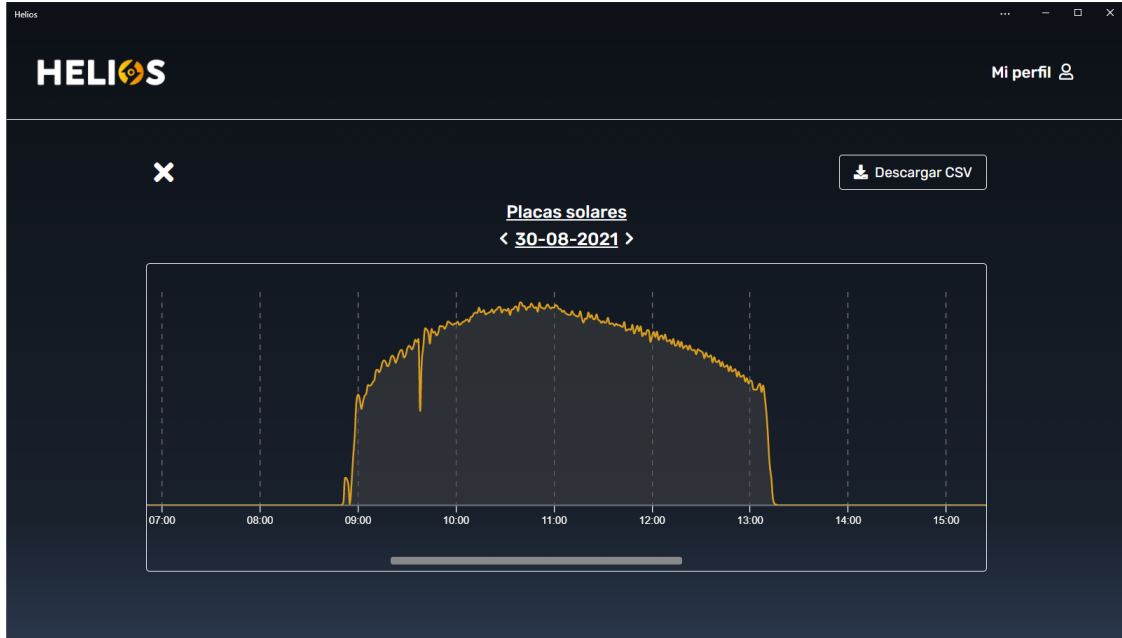 Helios
HELIOS
Mi perfil
Descargar CSV
Placas solares
< 30-08-2021 >
07:00 08:00 09:00 10:00 11:00 12:00 13:00 14:00 15:00